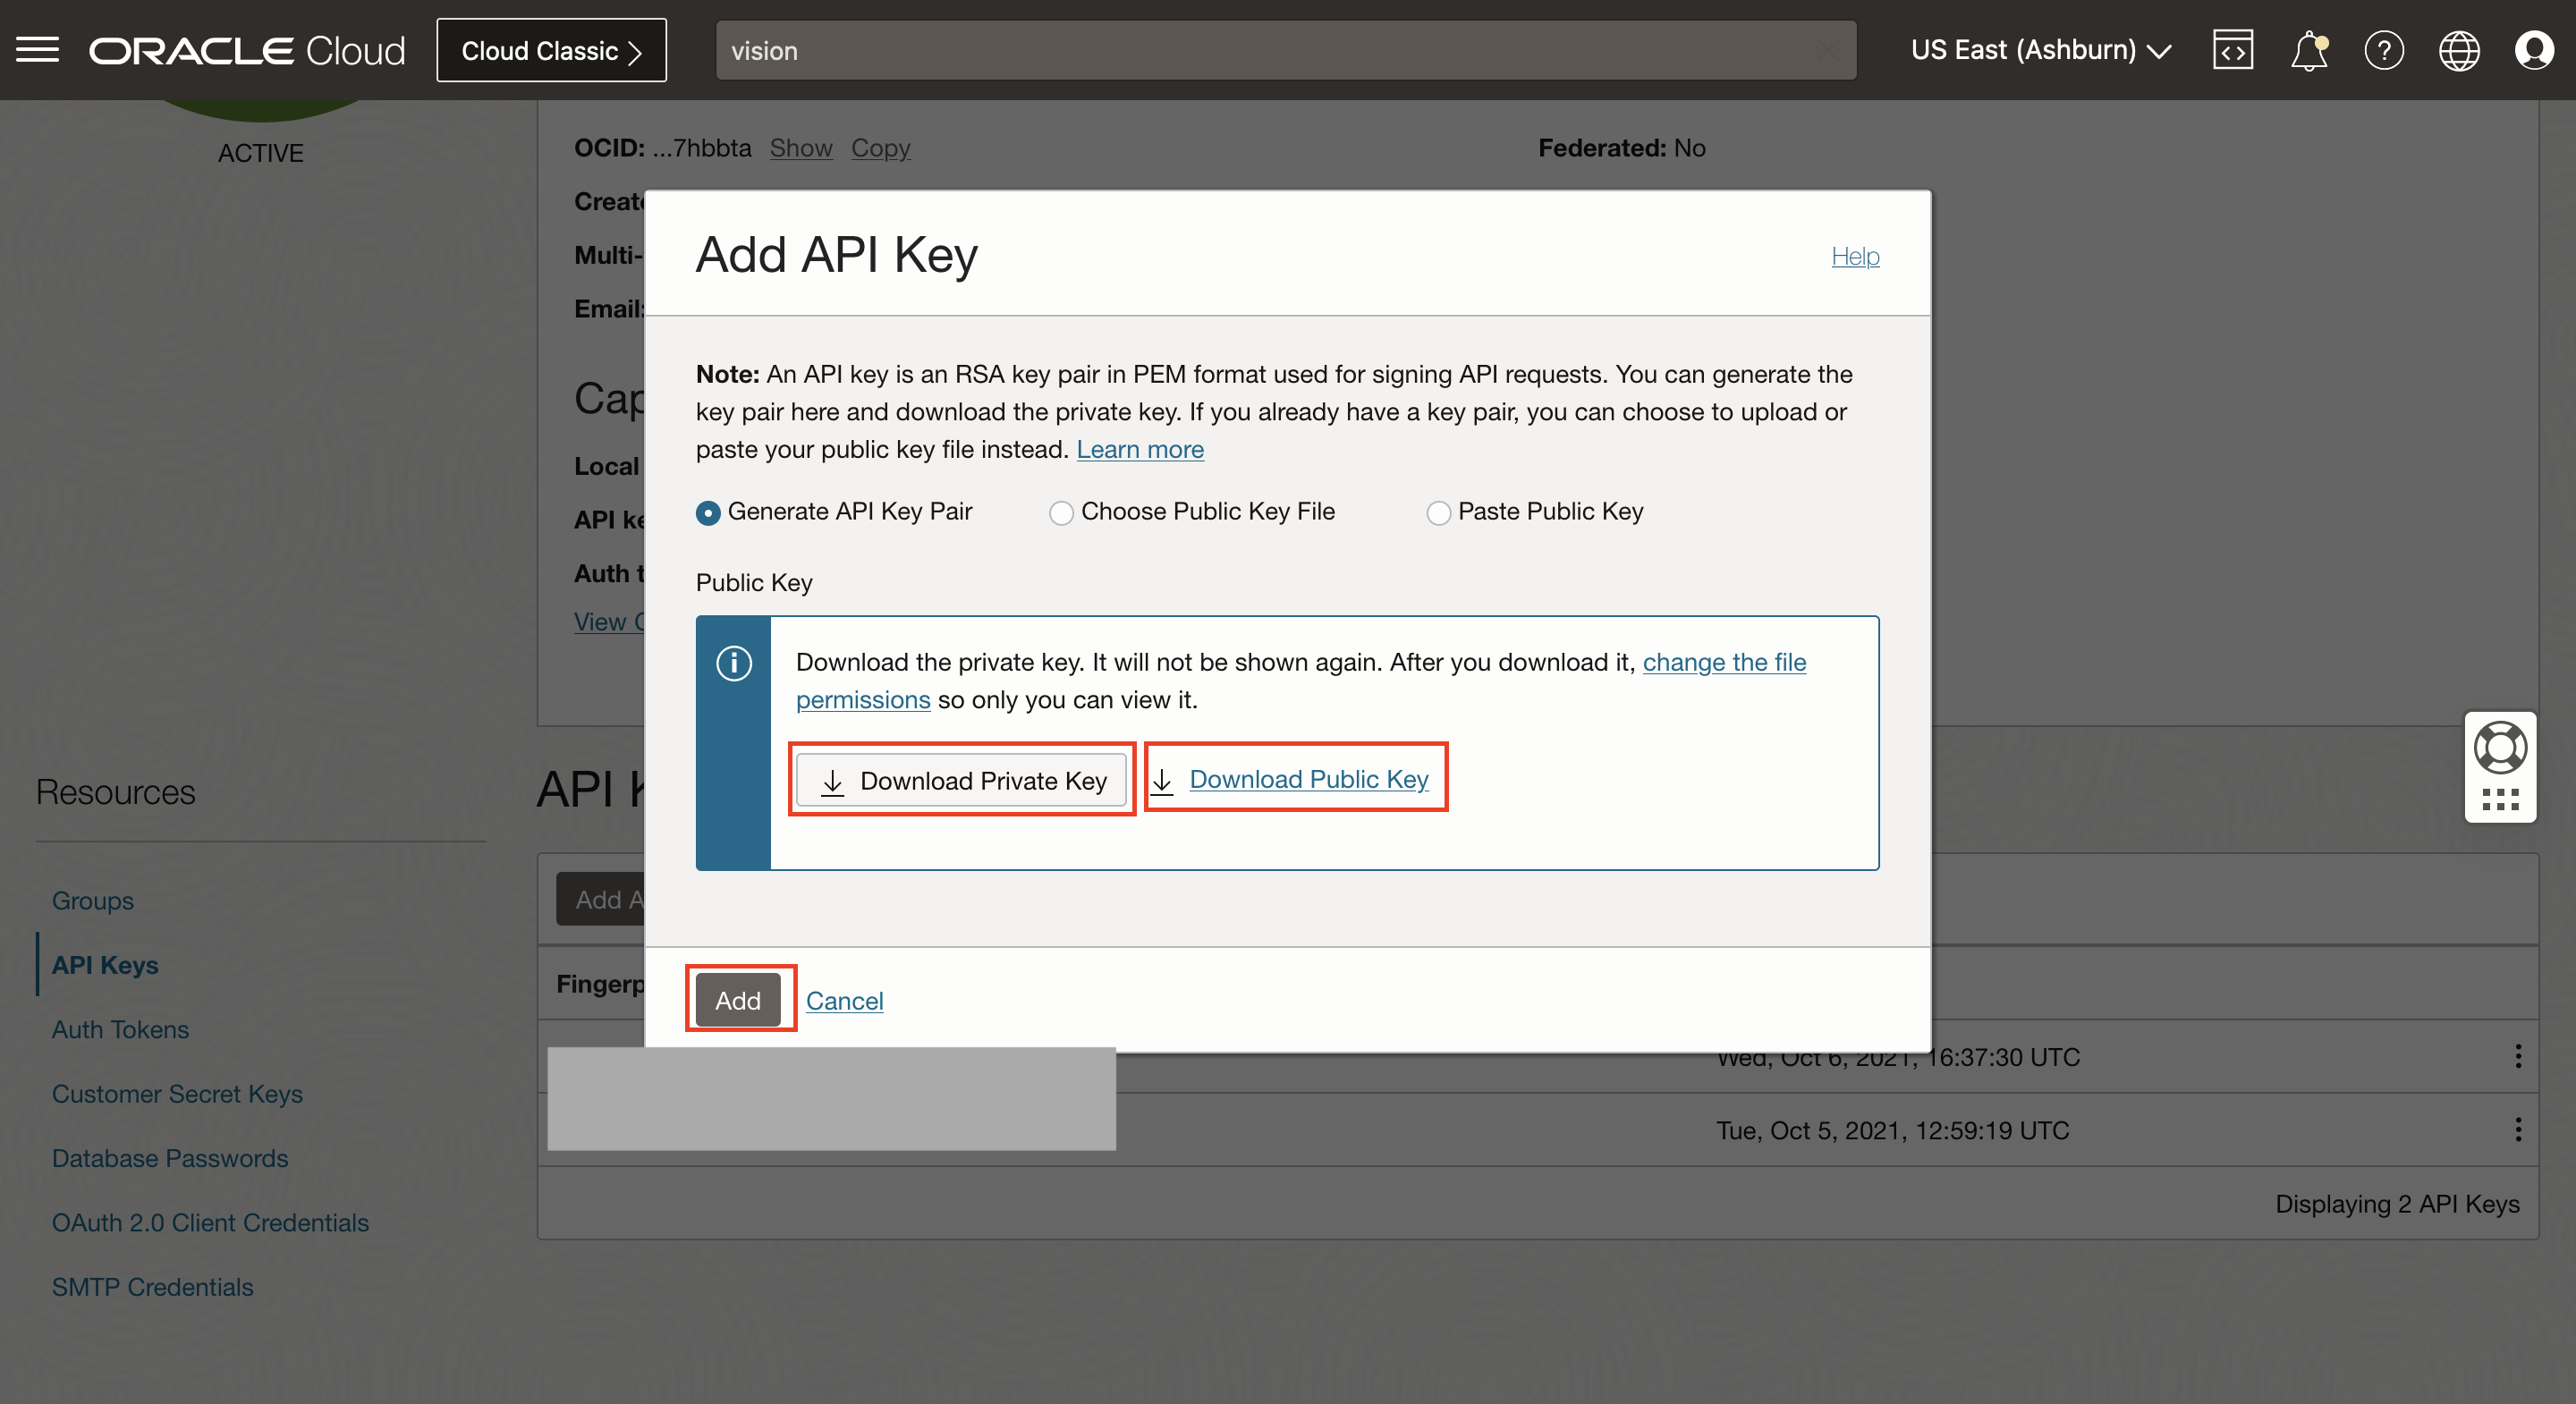 ORACLE Cloud
Cloud Classic
vision
US East (Ashburn)
ACTIVE
OCID: ...7hbbta Show Copy
Federated: No
Create
Multi-
Email:
Cap
Local
API ke
Auth t
View
Add API Key
Help
Note: An API key is an RSA key pair in PEM format used for signing API requests. You can generate the
key pair here and download the private key. If you already have a key pair, you can choose to upload or
paste your public key file instead. Learn more
Generate API Key Pair
Choose Public Key File
Paste Public Key
Public Key
Download the private key. It will not be shown again. After you download it, change the file
permissions so only you can view it.
Download Private Key
Download Public Key
Add
Cancel
Resources
Groups
API Keys
Auth Tokens
Customer Secret Keys
Database Passwords
OAuth 2.0 Client Credentials
SMTP Credentials
API K
Add A
Fingerp
Wed, Oct 6, 2021, 16:37:30 UTC
Tue, Oct 5, 2021, 12:59:19 UTC
Displaying 2 API Keys